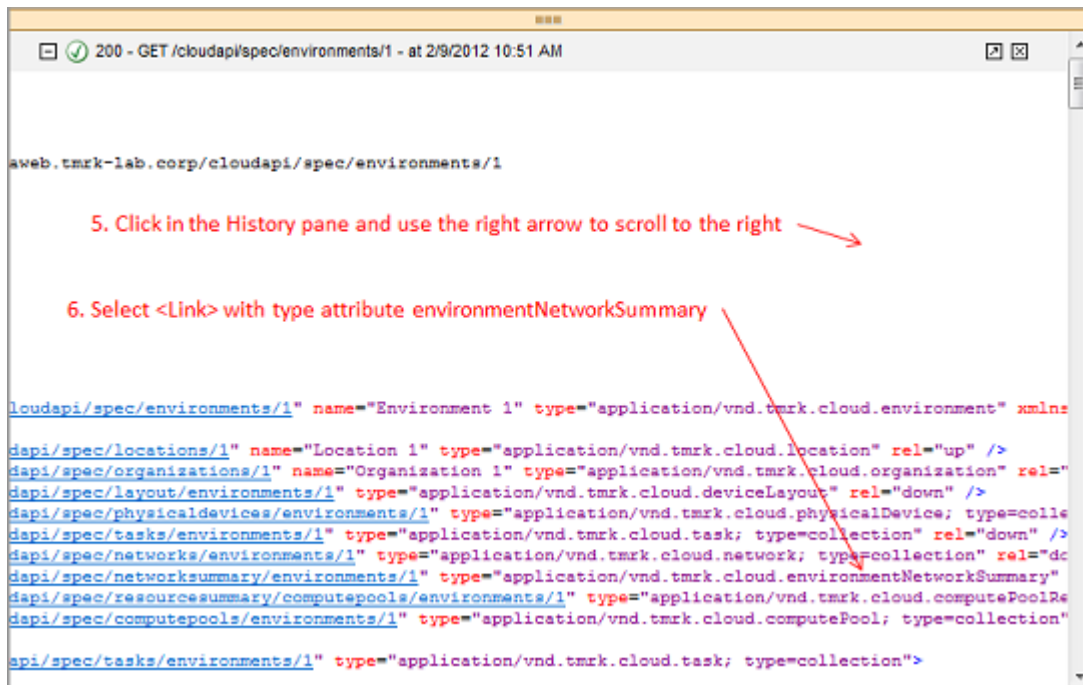 200 - GET /cloudapi/spec/environments/1 - at 2/9/2012 10:51 AM
aweb.tmrk-lab.corp/cloudapi/spec/environments/1
5. Click in the History pane and use the right arrow to scroll to the right
6. Select <Link> with type attribute environmentNetworkSummary
loudapi/spec/environments/1" name="Environment 1" type="application/vnd.tmrk.cloud.environment" xmlns
dapi/spec/locations/1" name="Location 1" type="application/vnd.tmrk.cloud.location" rel="up" />
dapi/spec/organizations/1" name="Organization 1" type="application/vnd.tmrk.cloud.organization" rel="
dapi/spec/layout/environments/1" type="application/vnd.tmrk.cloud.deviceLayout" rel="down" />
dapi/spec/physicaldevices/environments/1" type="application/vnd.tmrk.cloud.physicalDevice; type=colle
dapi/spec/tasks/environments/1" type="application/vnd.tmrk.cloud.task; type=collection" rel="down" />
dapi/spec/networks/environments/1" type="application/vnd.tmrk.cloud.network; type=collection" rel="do
dapi/spec/networksummary/environments/1" type="application/vnd.tmrk.cloud.environmentNetworkSummary"
dapi/spec/resourcesummary/computepools/environments/1" type="application/vnd.tmrk.cloud.computePoolRe
dapi/spec/computepools/environments/1" type="application/vnd.tmrk.cloud.computePool; type=collection"
api/spec/tasks/environments/1" type="application/vnd.tmrk.cloud.task; type=collection">